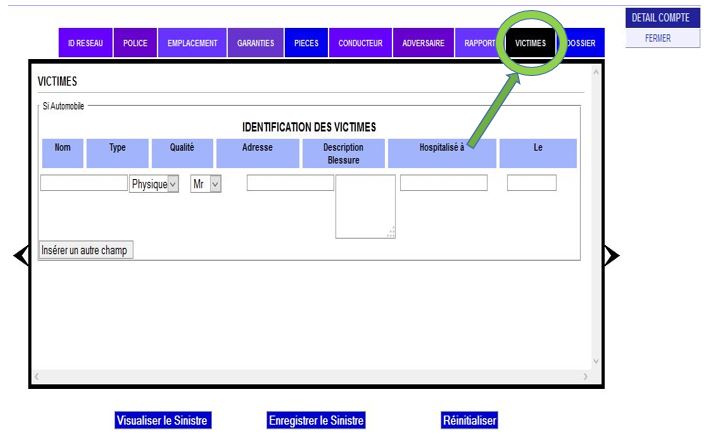 DETAIL COMPTE
FERMER
ID RESEAU POLICE EMPLACEMENT GARANTIES PIECES CONDUCTEUR ADVERSAIRE RAPPORT VICTIMES DOSSIER
VICTIMES
Si Automobile
IDENTIFICATION DES VICTIMES
Nom Type Qualité Adresse Description Blessure Hospitalisé à Le
Physique Mr
Insérer un autre champ
Visualiser le Sinistre Enregistrer le Sinistre Réinitialiser